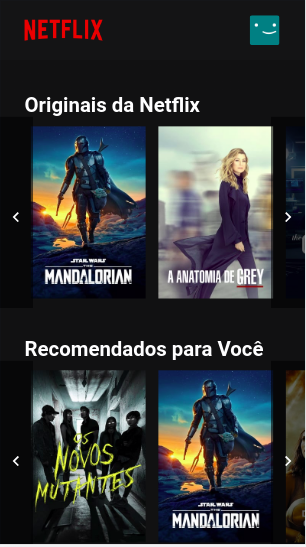 NETFLIX
Originais da Netflix
STAR WARS
THE
MANDALORIAN
A ANATOMIA DE GREY
Recomendados para Você
OS
NOVOS
MUTANTES
STAR WARS
THE
MANDALORIAN